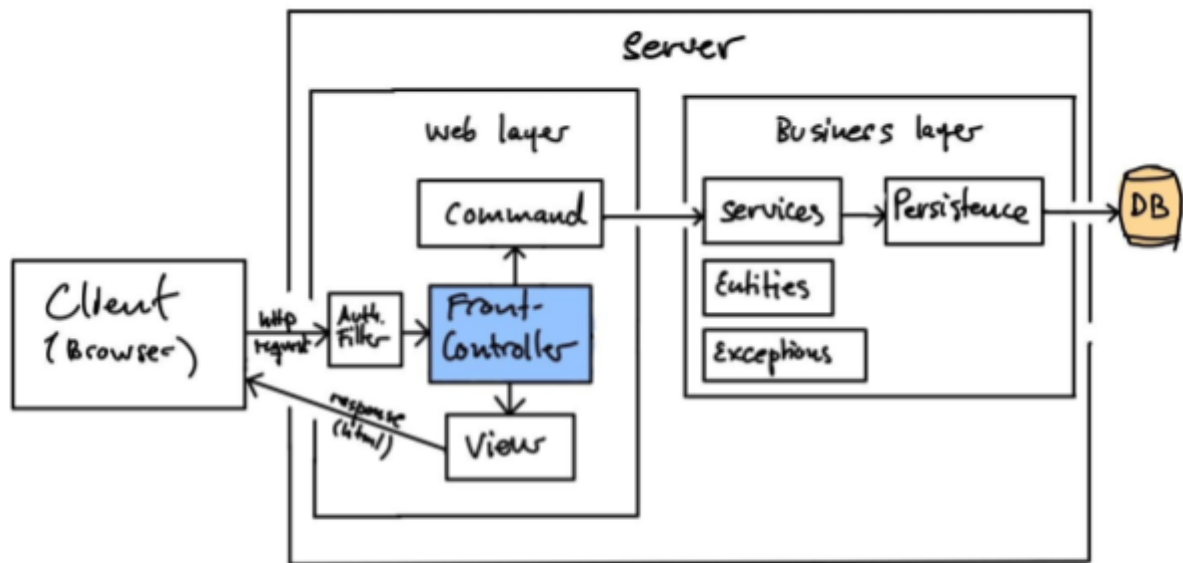 Server
Web layer
Business layer
Command
Services
Persistence
DB
Client
(Browser)
http
request
Auth.
Filter
Front-
Controller
Entities
Exceptions
response
(html)
View